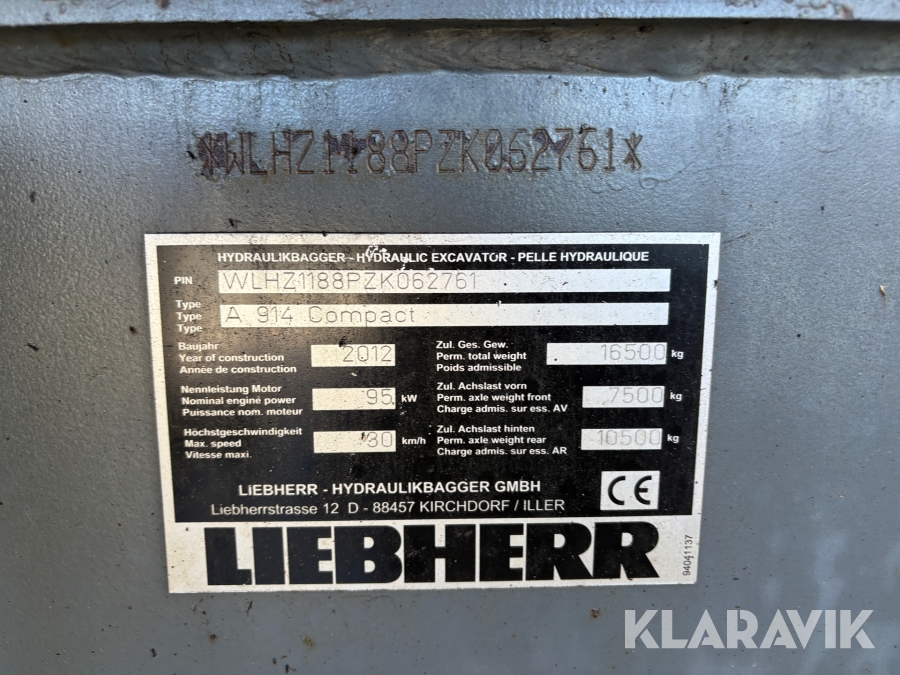 *WLHZ1188PZK062761*
HYDRAULIKBAGGER - HYDRAULIC EXCAVATOR - PELLE HYDRAULIQUE
PIN WLHZ1188PZK062761
Type
Type A 914 Compact
Type
Baujahr
Year of construction 2012
Année de construction
Zul. Ges. Gew.
Perm. total weight 16500 kg
Poids admissible
Nennleistung Motor
Nominal engine power 95 kW
Puissance nom. moteur
Zul. Achslast vorn
Perm. axle weight front 7500 kg
Charge admis. sur ess. AV
Höchstgeschwindigkeit
Max. speed 30 km/h
Vitesse maxi.
Zul. Achslast hinten
Perm. axle weight rear 10500 kg
Charge admis. sur ess. AR
LIEBHERR - HYDRAULIKBAGGER GMBH
Liebherrstrasse 12 D - 88457 KIRCHDORF / ILLER
CE
LIEBHERR
94041137
KLARAVIK